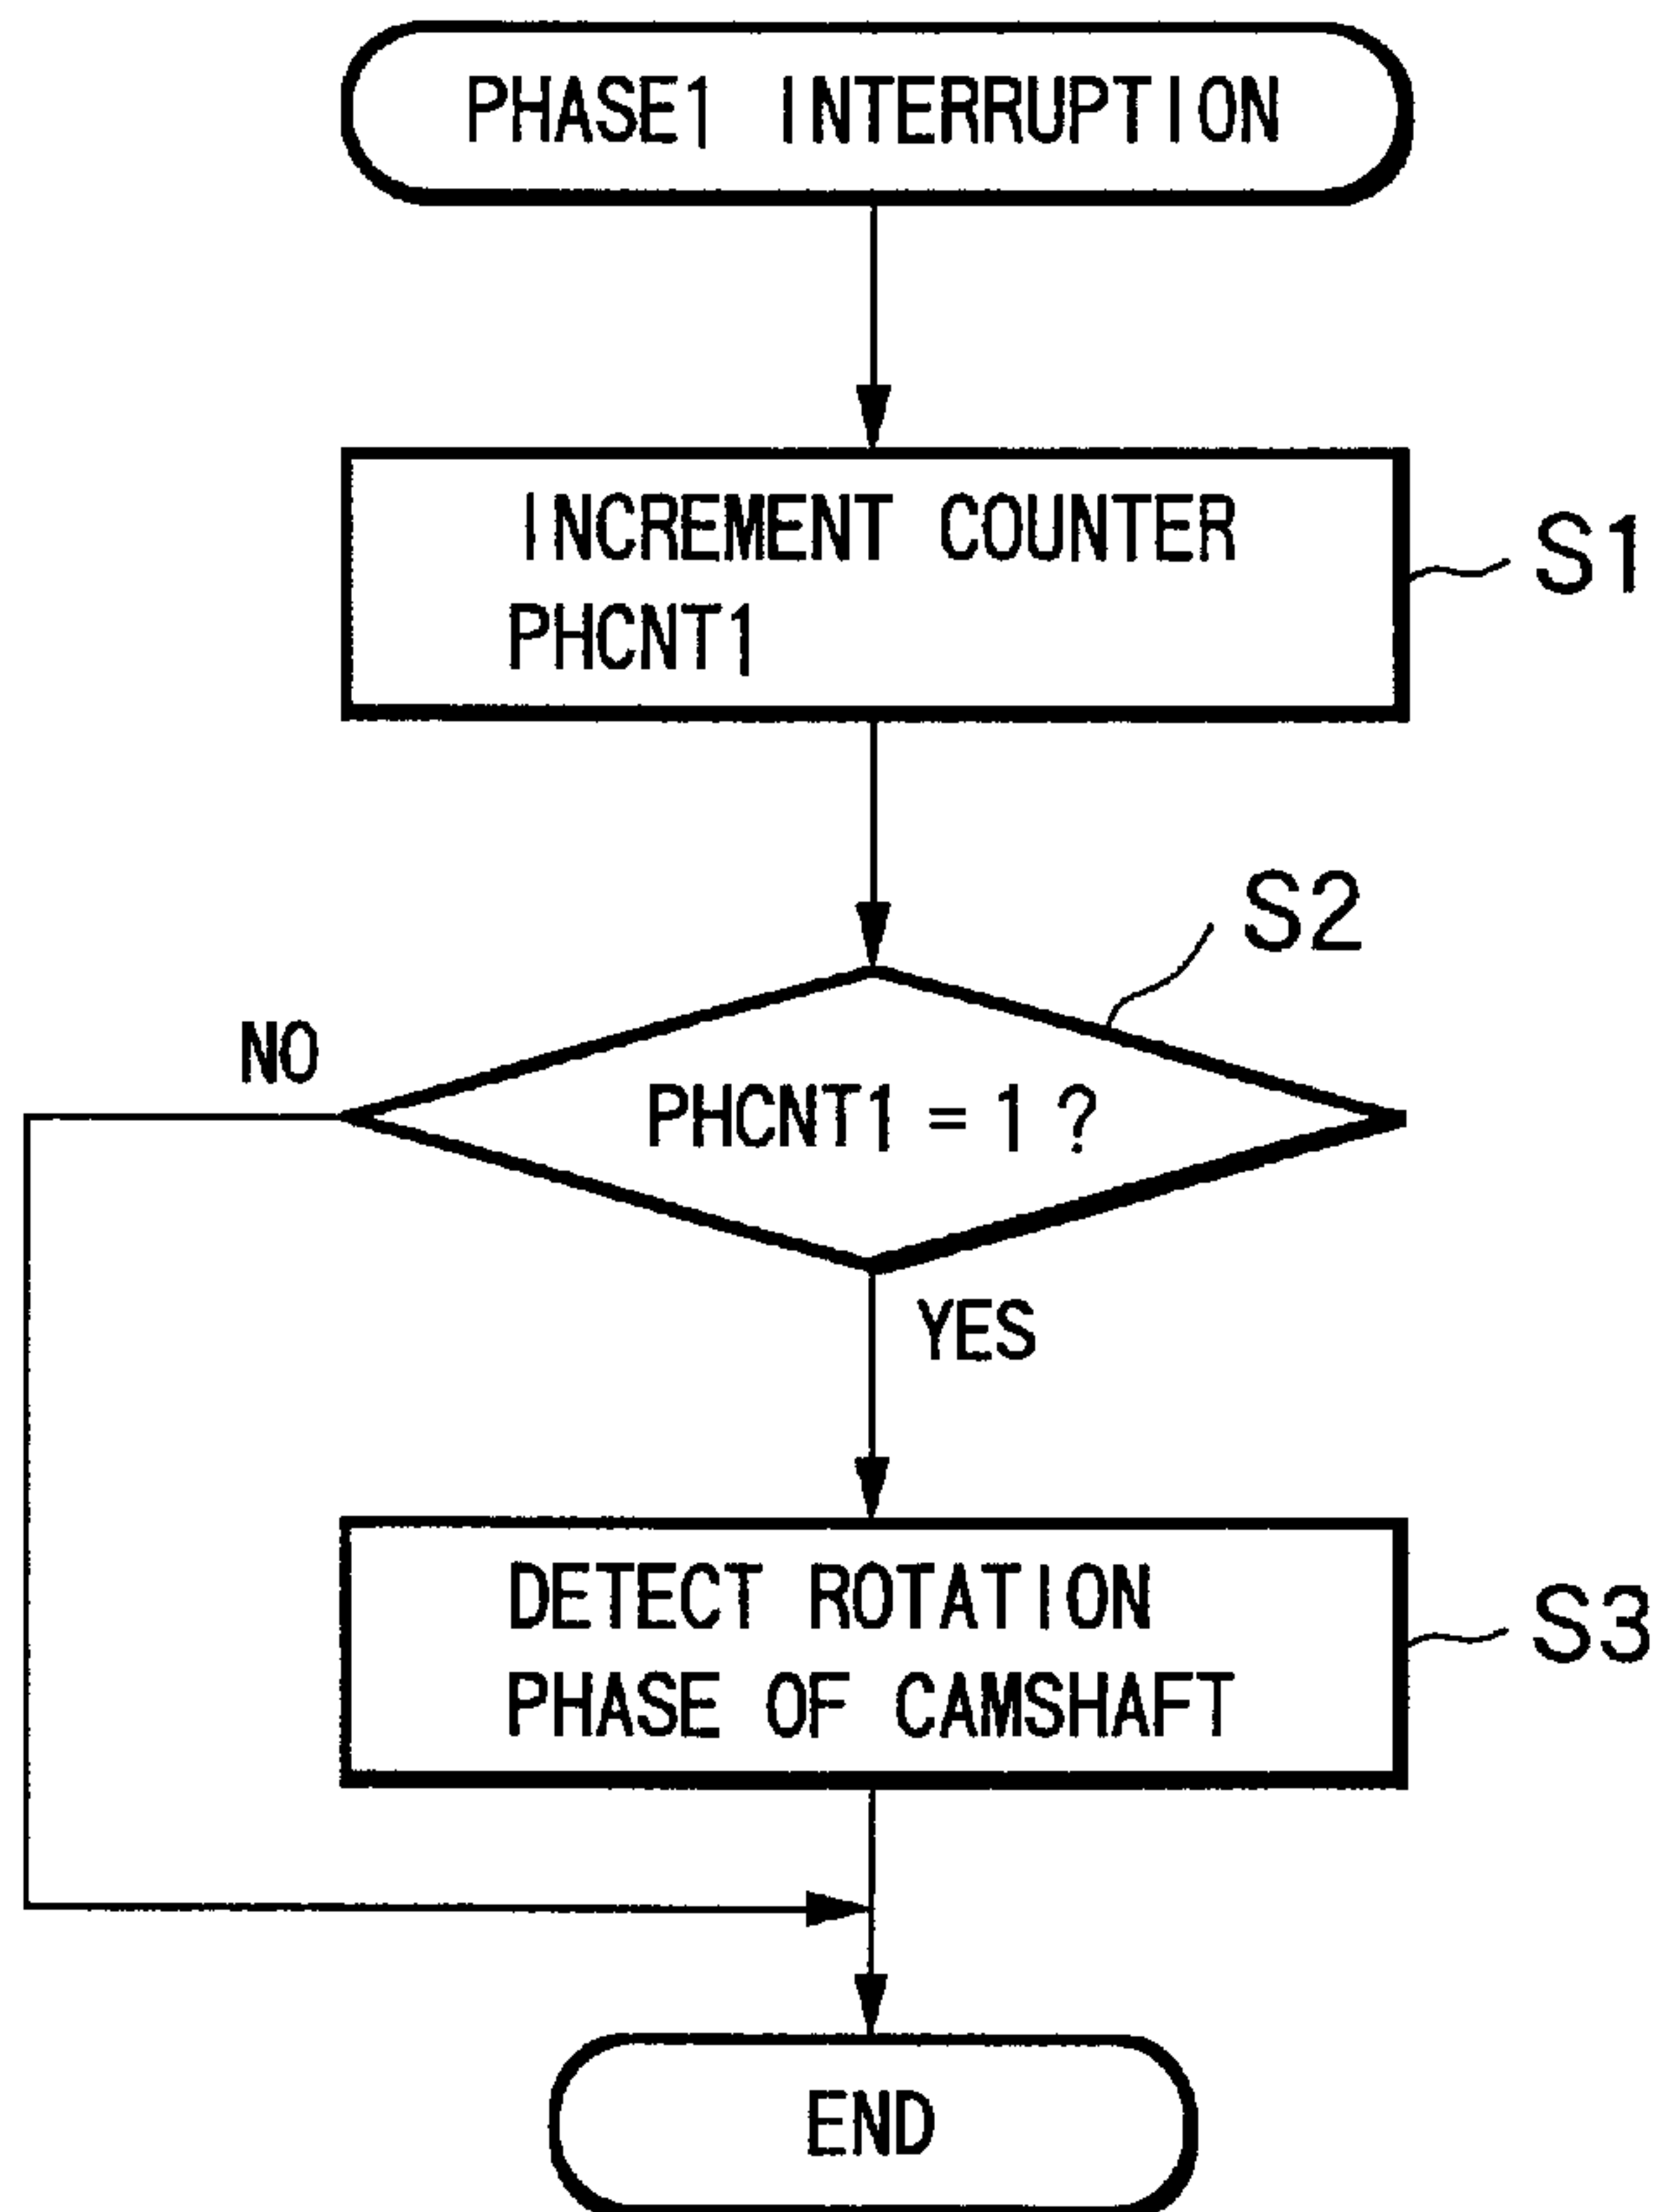 PHASE1 INTERRUPTION
INCREMENT COUNTER
PHCNT1
S1
S2
NO
PHCNT1 = 1 ?
YES
DETECT ROTATION
PHASE OF CAMSHAFT
S3
END